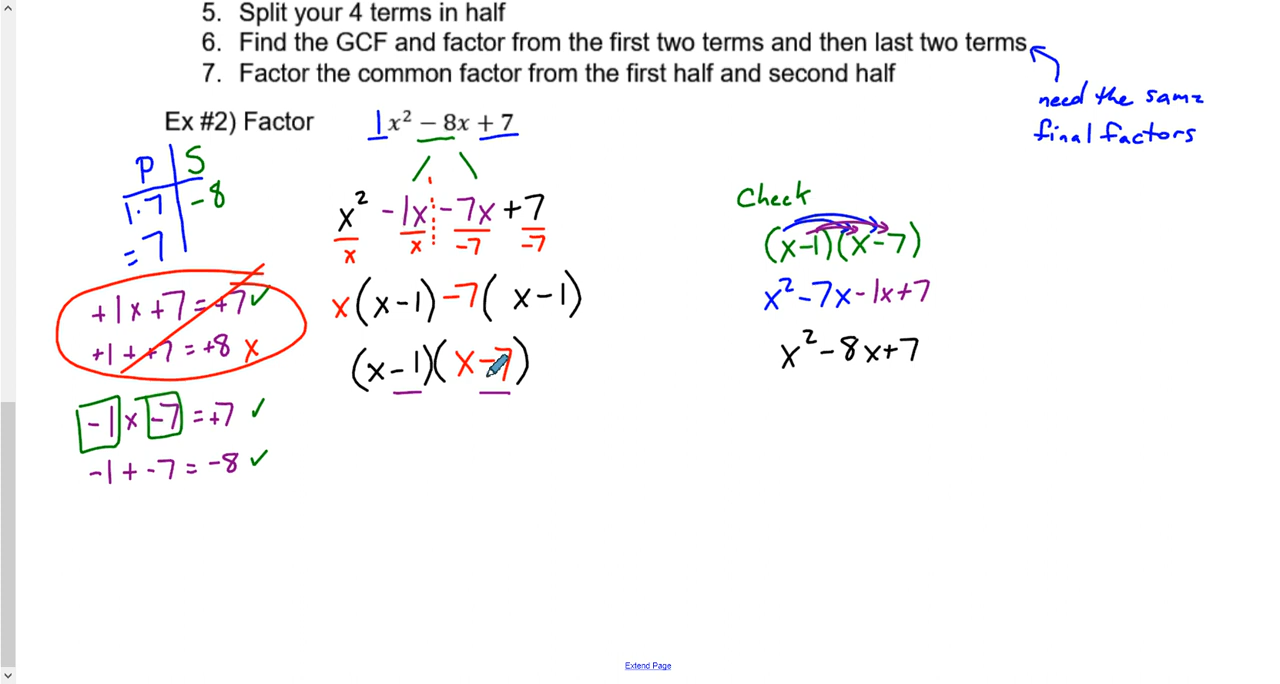 5. Split your 4 terms in half
6. Find the GCF and factor from the first two terms and then last two terms
7. Factor the common factor from the first half and second half
need the same
final factors
Ex #2) Factor 1x² − 8x + 7
P | S
1·7 | -8
= 7
x² -1x -7x +7
x x -7 -7
+1 x +7 = +7 ✓
+1 + +7 = +8 x
x(x-1) -7(x-1)
(x-1)(x-7)
-1 x -7 = +7 ✓
-1 + -7 = -8 ✓
Check
(x-1)(x-7)
x² -7x -1x +7
x² -8x +7
Extend Page